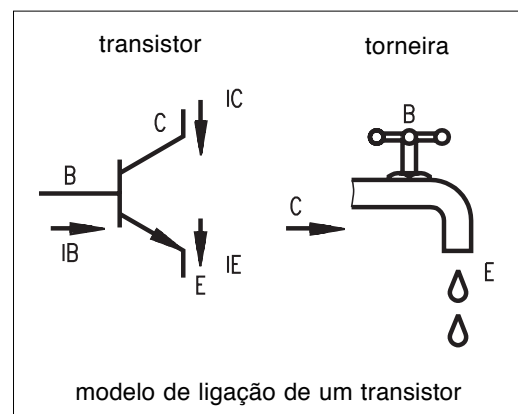 transistor
torneira
C
IC
B
IB
E
IE
B
C
E
modelo de ligação de um transistor